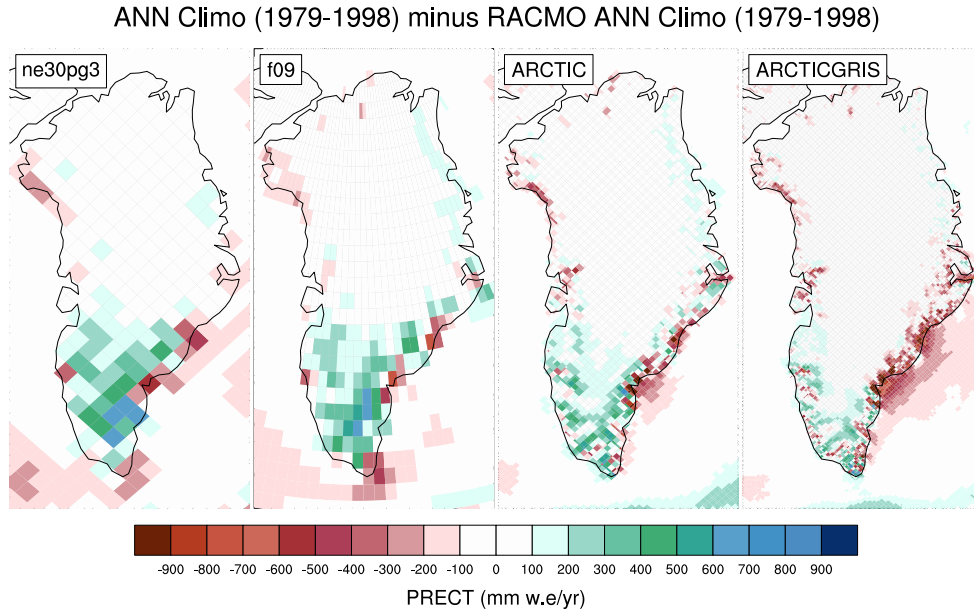 ANN Climo (1979-1998) minus RACMO ANN Climo (1979-1998)
ne30pg3
f09
ARCTIC
ARCTICGRIS
-900 -800 -700 -600 -500 -400 -300 -200 -100 0 100 200 300 400 500 600 700 800 900
PRECT (mm w.e/yr)